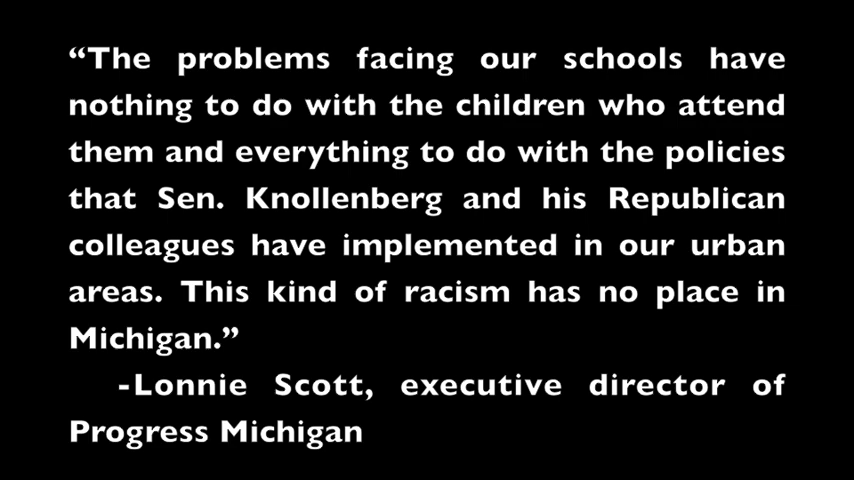 “The problems facing our schools have
nothing to do with the children who attend
them and everything to do with the policies
that Sen. Knollenberg and his Republican
colleagues have implemented in our urban
areas. This kind of racism has no place in
Michigan.”
-Lonnie Scott, executive director of
Progress Michigan